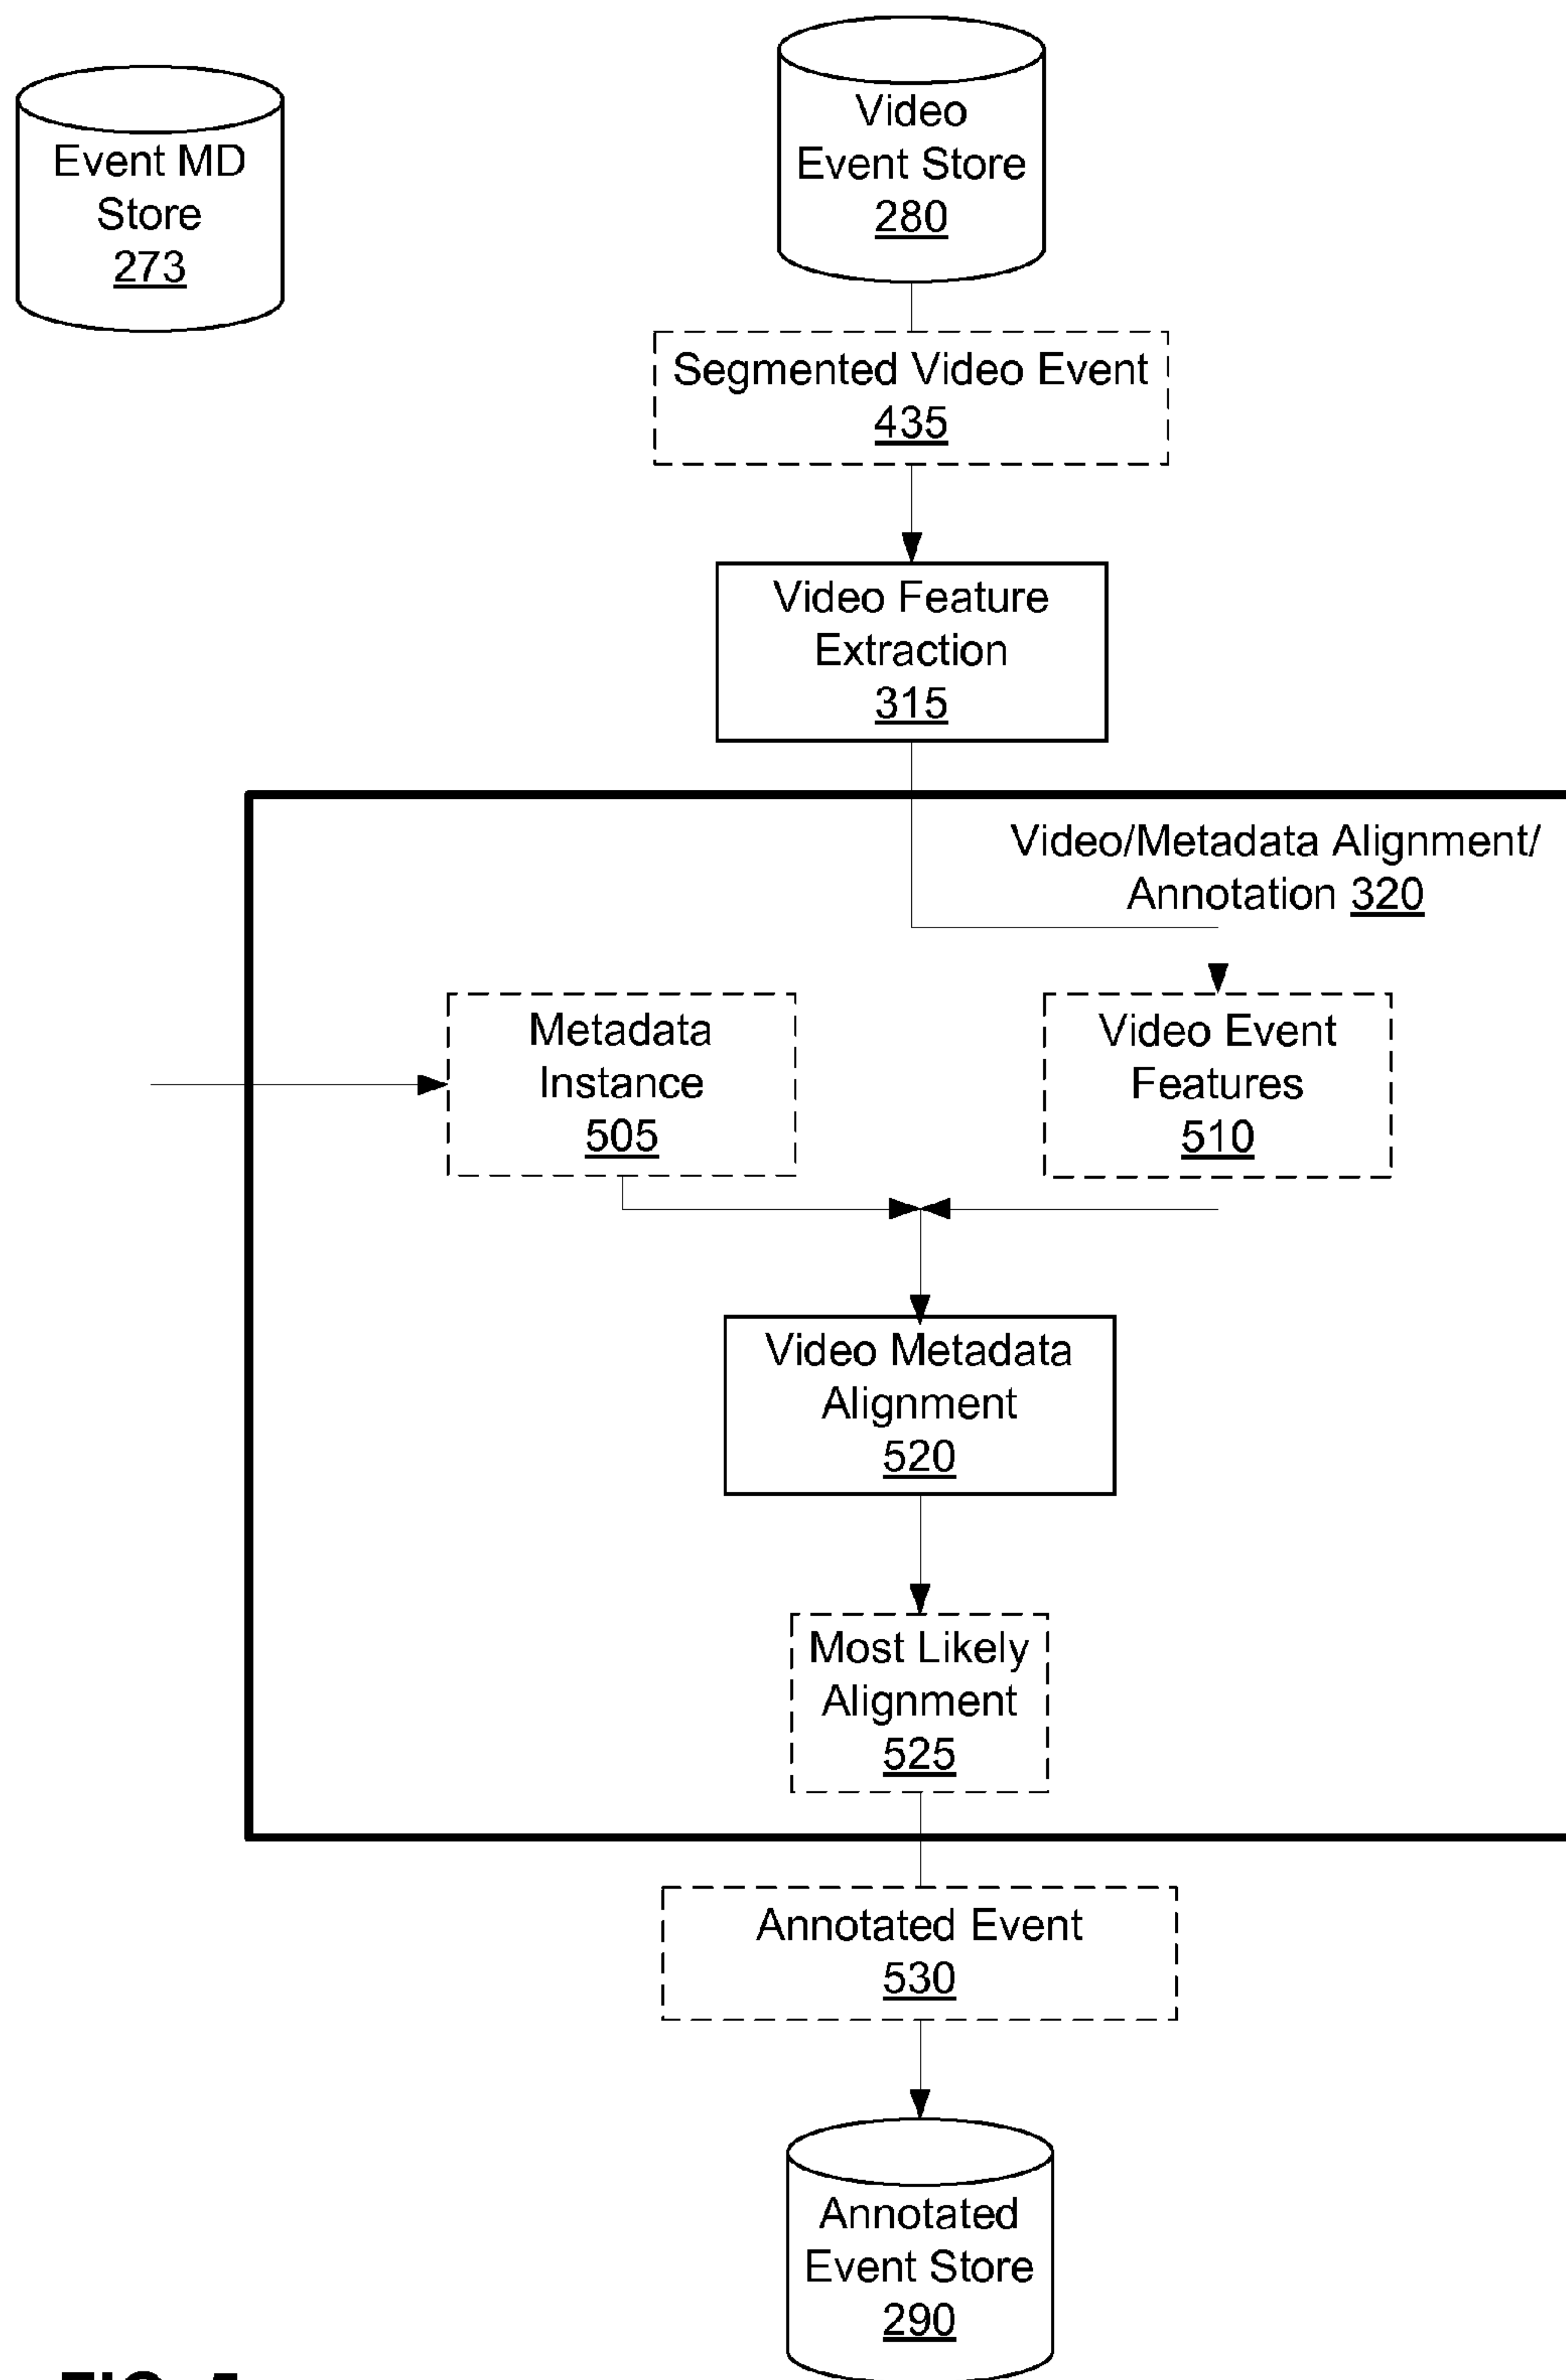 Video
Event Store
280
Event MD
Store
273
Segmented Video Event
435
Video Feature
Extraction
315
Video/Metadata Alignment/
Annotation 320
Metadata
Instance
505
Video Event
Features
510
Video Metadata
Alignment
520
Most Likely
Alignment
525
Annotated Event
530
Annotated
Event Store
290